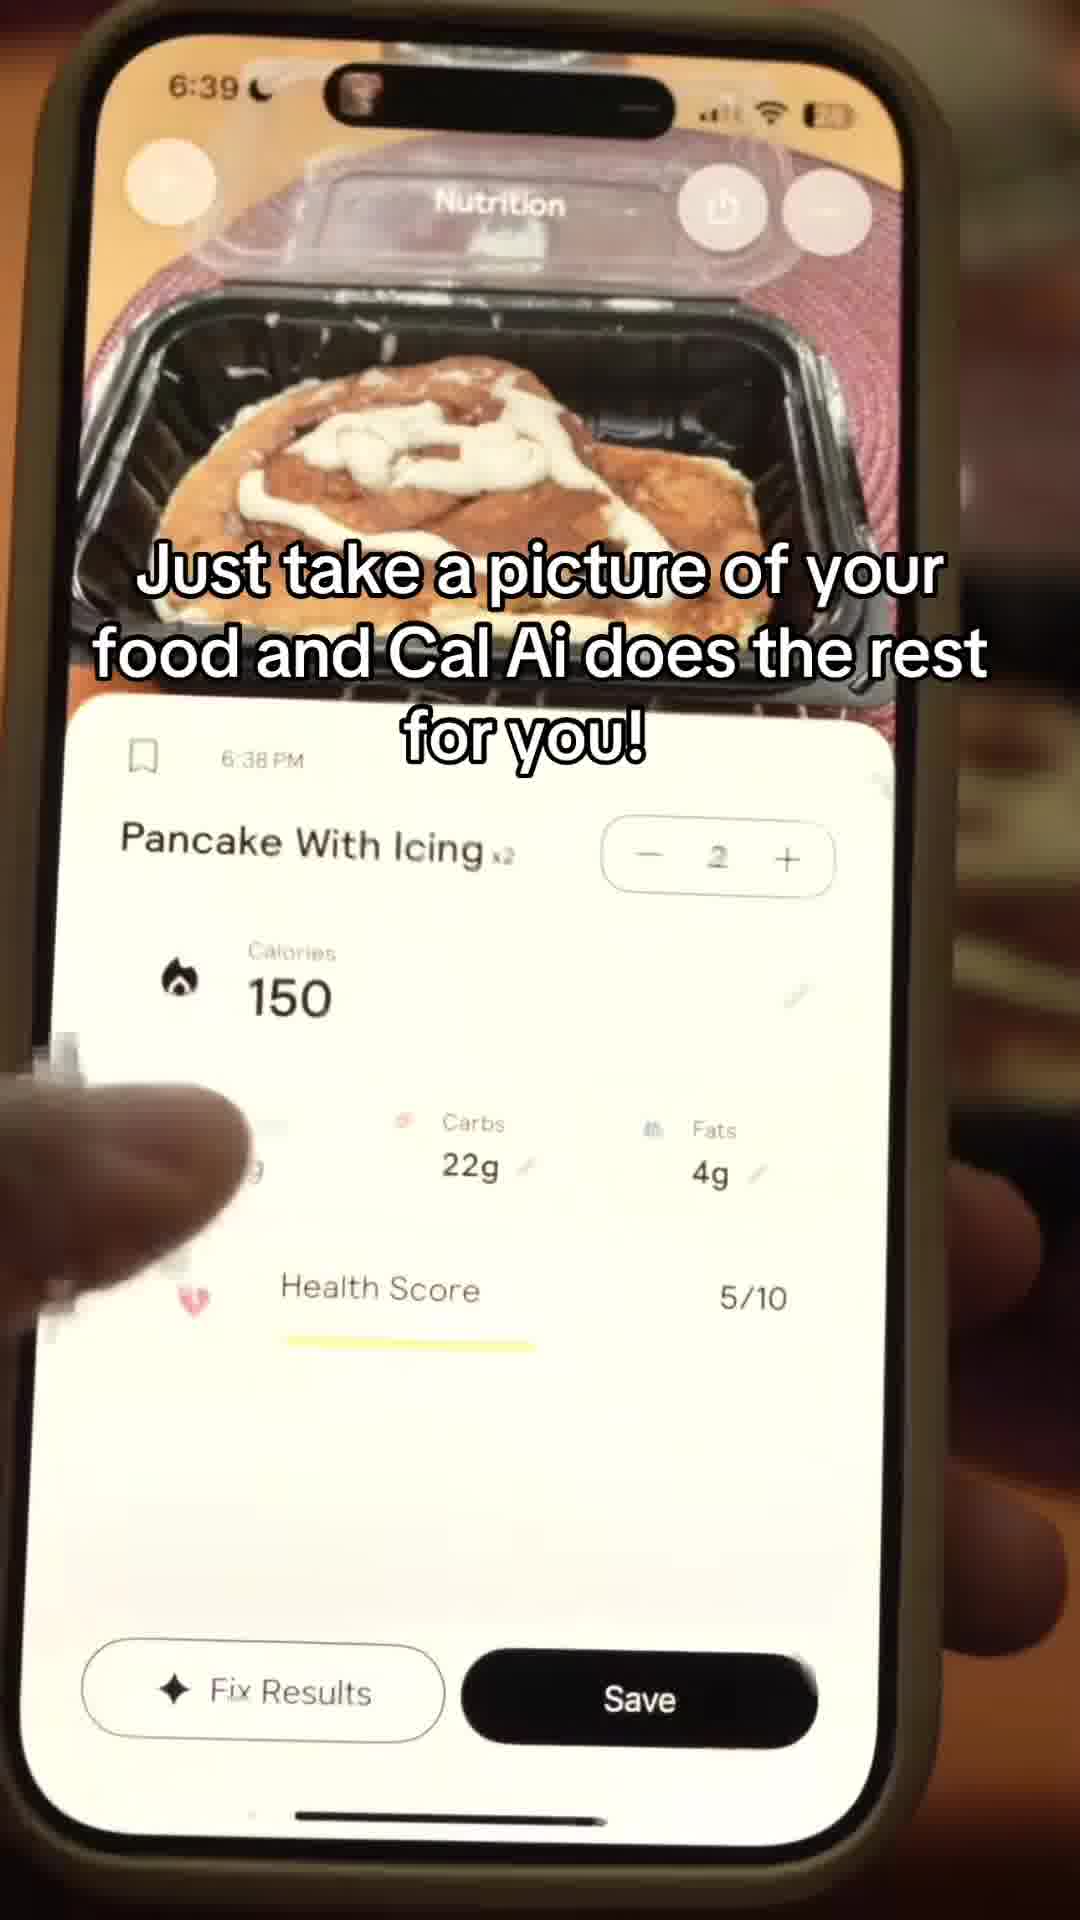 6:39
Nutrition
Just take a picture of your
food and Cal Ai does the rest
for you!
6:38 PM
Pancake With Icing x2
2
Calories
150
g
Carbs
22g
Fats
4g
Health Score
5/10
Fix Results
Save